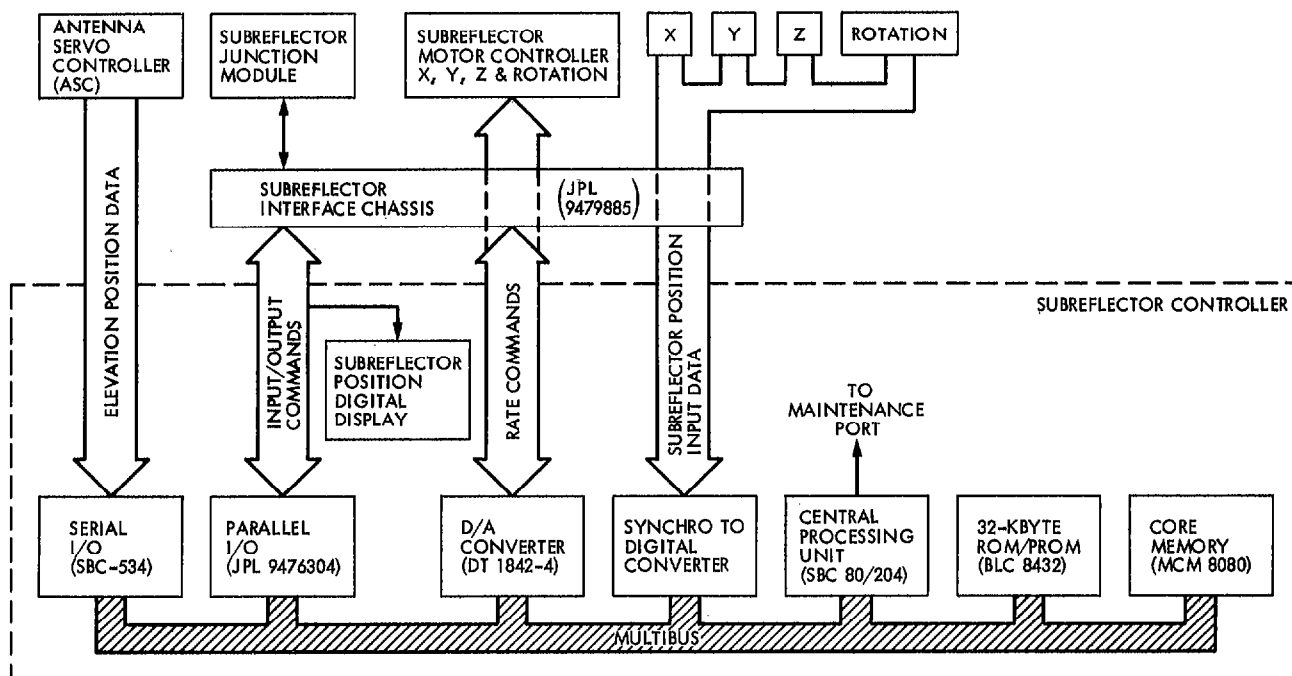 ANTENNA
SERVO
CONTROLLER
(ASC)
SUBREFLECTOR
JUNCTION
MODULE
SUBREFLECTOR
MOTOR CONTROLLER
X, Y, Z & ROTATION
X
Y
Z
ROTATION
SUBREFLECTOR
INTERFACE CHASSIS
(JPL
9479885)
ELEVATION POSITION DATA
INPUT/OUTPUT
COMMANDS
RATE COMMANDS
SUBREFLECTOR POSITION
INPUT DATA
SUBREFLECTOR CONTROLLER
SUBREFLECTOR
POSITION
DIGITAL
DISPLAY
TO
MAINTENANCE
PORT
SERIAL
I/O
(SBC-534)
PARALLEL
I/O
(JPL 9476304)
D/A
CONVERTER
(DT 1842-4)
SYNCHRO TO
DIGITAL
CONVERTER
CENTRAL
PROCESSING
UNIT
(SBC 80/204)
32-KBYTE
ROM/PROM
(BLC 8432)
CORE
MEMORY
(MCM 8080)
MULTIBUS